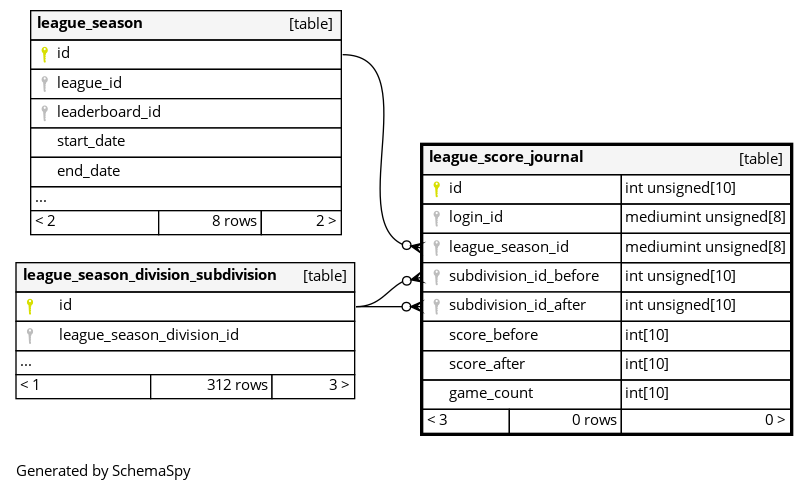 league_season [table]
id
league_id
leaderboard_id
start_date
end_date
...
< 2 8 rows 2 >
league_season_division_subdivision [table]
id
league_season_division_id
...
< 1 312 rows 3 >
league_score_journal [table]
id int unsigned[10]
login_id mediumint unsigned[8]
league_season_id mediumint unsigned[8]
subdivision_id_before int unsigned[10]
subdivision_id_after int unsigned[10]
score_before int[10]
score_after int[10]
game_count int[10]
< 3 0 rows 0 >
Generated by SchemaSpy